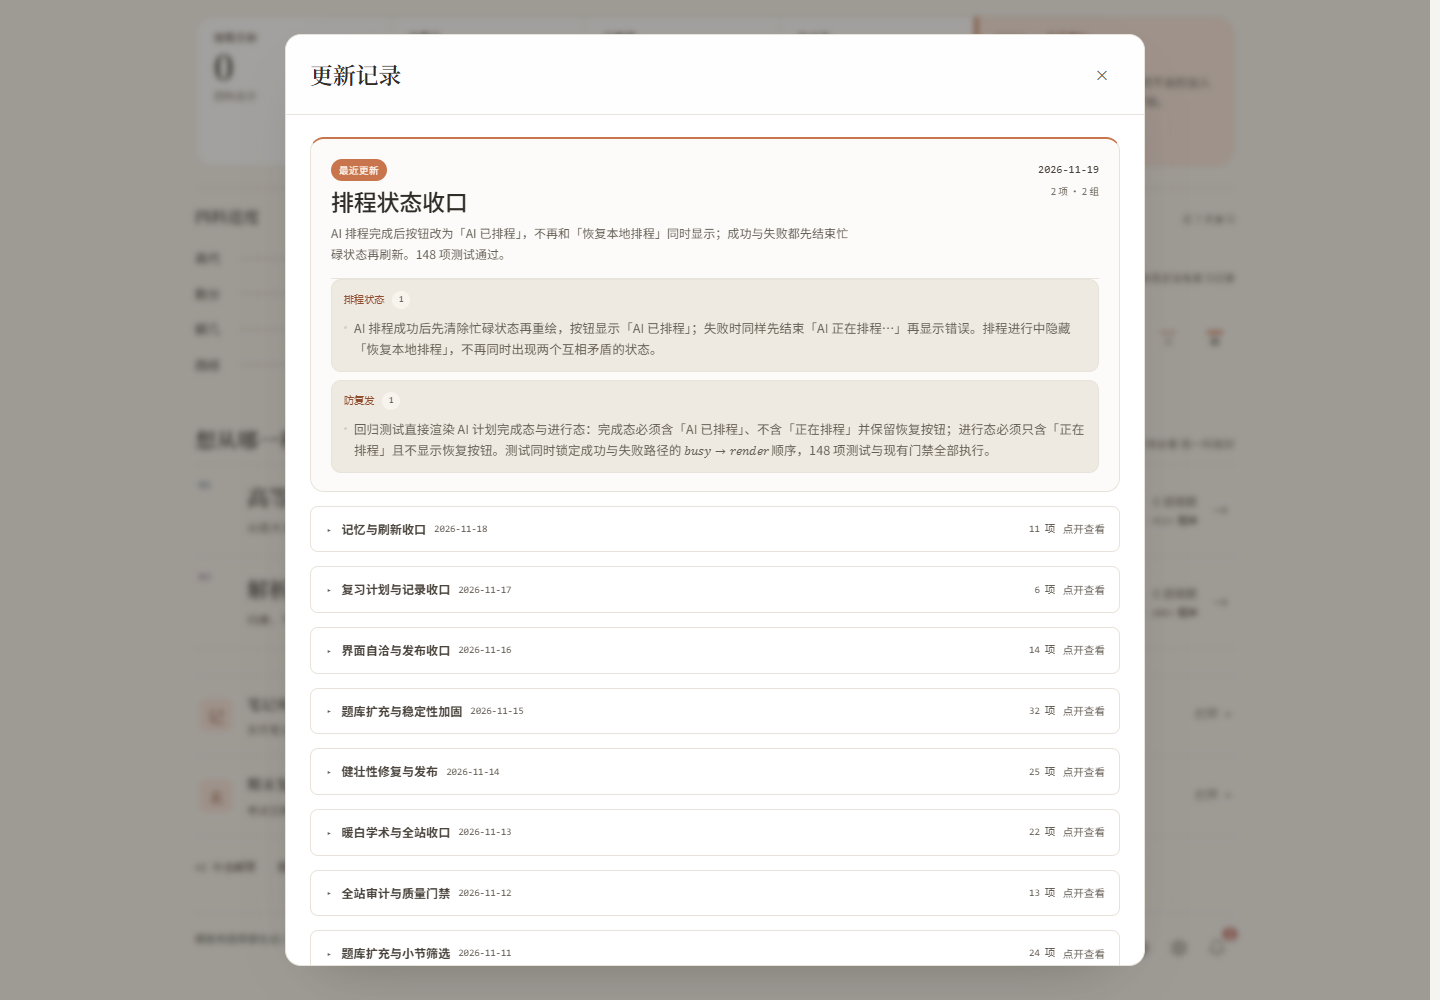 更新记录
×
最近更新
2026-11-19
排程状态收口
2 项 · 2 组
AI 排程完成后按钮改为「AI 已排程」，不再和「恢复本地排程」同时显示；成功与失败都先结束忙
碌状态再刷新。148 项测试通过。
排程状态 1
AI 排程成功后先清除忙碌状态再重绘，按钮显示「AI 已排程」；失败时同样先结束「AI 正在排程…」再显示错误。排程进行中隐藏
「恢复本地排程」，不再同时出现两个互相矛盾的状态。
防复发 1
回归测试直接渲染 AI 计划完成态与进行态：完成态必须含「AI 已排程」、不含「正在排程」并保留恢复按钮；进行态必须只含「正在
排程」且不显示恢复按钮。测试同时锁定成功与失败路径的 busy → render 顺序，148 项测试与现有门禁全部执行。
记忆与刷新收口 2026-11-18 11 项 点开查看
复习计划与记录收口 2026-11-17 6 项 点开查看
界面自洽与发布收口 2026-11-16 14 项 点开查看
题库扩充与稳定性加固 2026-11-15 32 项 点开查看
健壮性修复与发布 2026-11-14 25 项 点开查看
暖白学术与全站收口 2026-11-13 22 项 点开查看
全站审计与质量门禁 2026-11-12 13 项 点开查看
题库扩充与小节筛选 2026-11-11 24 项 点开查看
0
四科进度
想从哪一
高等
解析
笔记